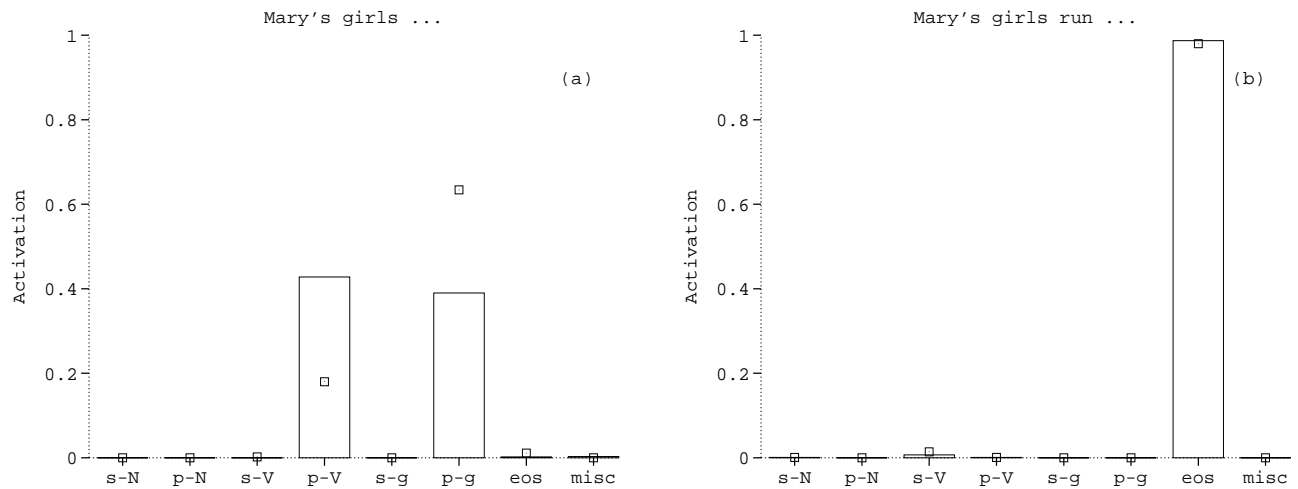 Mary's girls ...
(a)
1
0.8
0.6
0.4
0.2
0
Activation
s-N p-N s-V p-V s-g p-g eos misc
Mary's girls run ...
(b)
1
0.8
0.6
0.4
0.2
0
Activation
s-N p-N s-V p-V s-g p-g eos misc